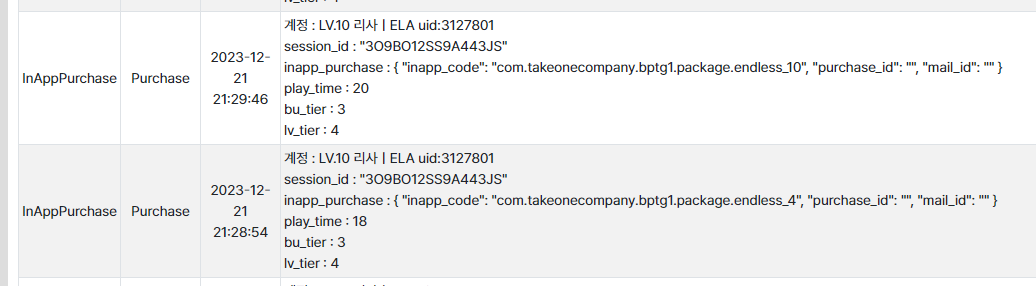 InAppPurchase
Purchase
2023-12-
21
21:29:46
계정 : LV.10 리사 | ELA uid:3127801
session_id : "3O9BO12SS9A443JS"
inapp_purchase : { "inapp_code": "com.takeonecompany.bptg1.package.endless_10", "purchase_id": "", "mail_id": "" }
play_time : 20
bu_tier : 3
lv_tier : 4
InAppPurchase
Purchase
2023-12-
21
21:28:54
계정 : LV.10 리사 | ELA uid:3127801
session_id : "3O9BO12SS9A443JS"
inapp_purchase : { "inapp_code": "com.takeonecompany.bptg1.package.endless_4", "purchase_id": "", "mail_id": "" }
play_time : 18
bu_tier : 3
lv_tier : 4